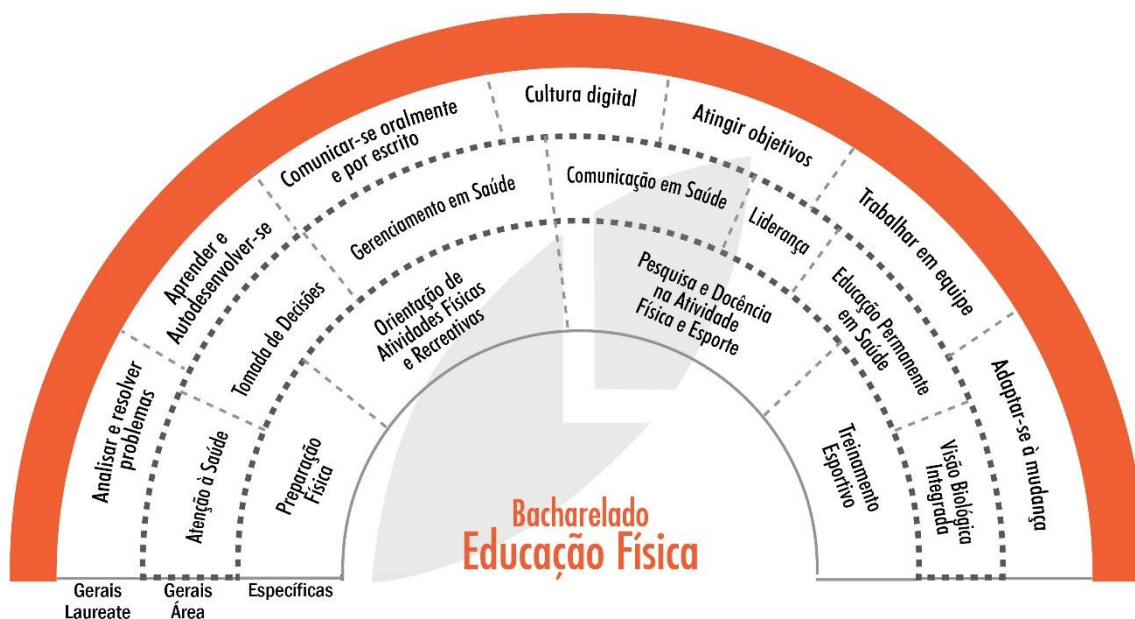 Analisar e resolver
problemas
Aprender e
Autodesenvolver-se
Comunicar-se oralmente
e por escrito
Cultura digital
Atingir objetivos
Trabalhar em equipe
Adaptar-se à mudança
Atenção à Saúde
Tomada de Decisões
Gerenciamento em Saúde
Comunicação em Saúde
Liderança
Educação Permanente
em Saúde
Visão Biológica
Integrada
Preparação
Física
Orientação de
Atividades Físicas
e Recreativas
Pesquisa e Docência
na Atividade
Física e Esporte
Treinamento
Esportivo
Bacharelado
Educação Física
Gerais
Laureate
Gerais
Área
Específicas